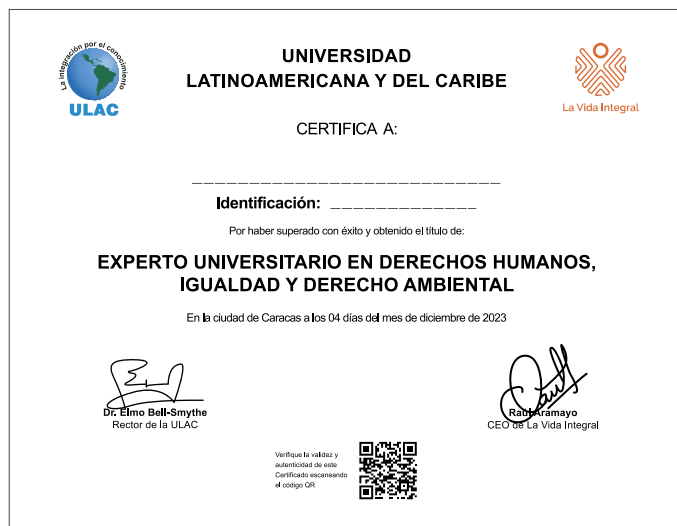 La integración por el conocimiento
ULAC
UNIVERSIDAD
LATINOAMERICANA Y DEL CARIBE
La Vida Integral
CERTIFICA A:
Identificación:
Por haber superado con éxito y obtenido el título de:
EXPERTO UNIVERSITARIO EN DERECHOS HUMANOS,
IGUALDAD Y DERECHO AMBIENTAL
En la ciudad de Caracas a los 04 días del mes de diciembre de 2023
Dr. Elmo Bell-Smythe
Rector de la ULAC
Raúl Aramayo
CEO de La Vida Integral
Verifique la validez y
autenticidad de este
Certificado escaneando
el código QR